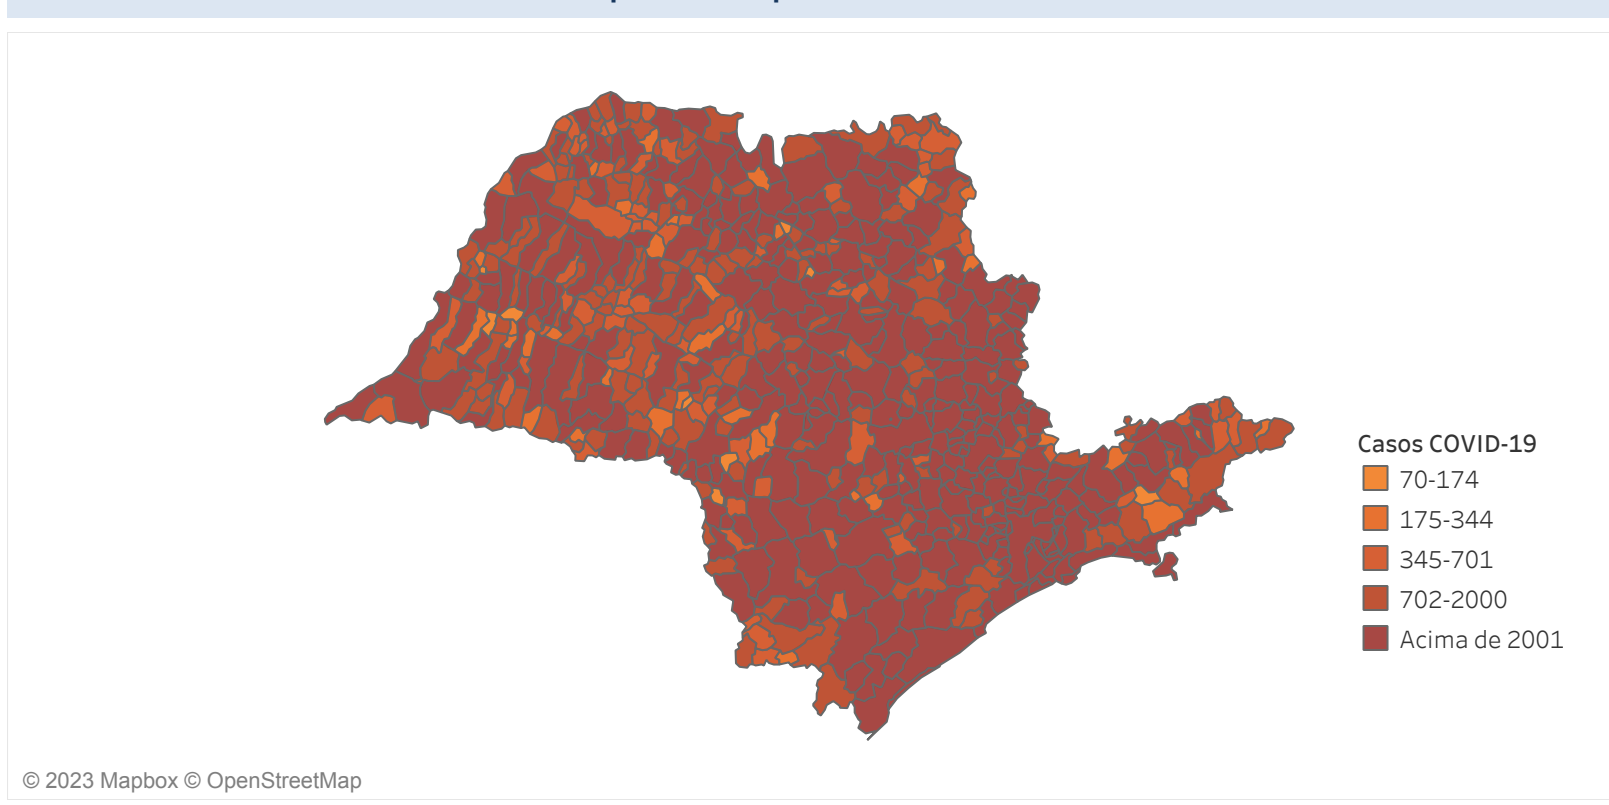 Casos COVID-19
70-174
175-344
345-701
702-2000
Acima de 2001
© 2023 Mapbox © OpenStreetMap